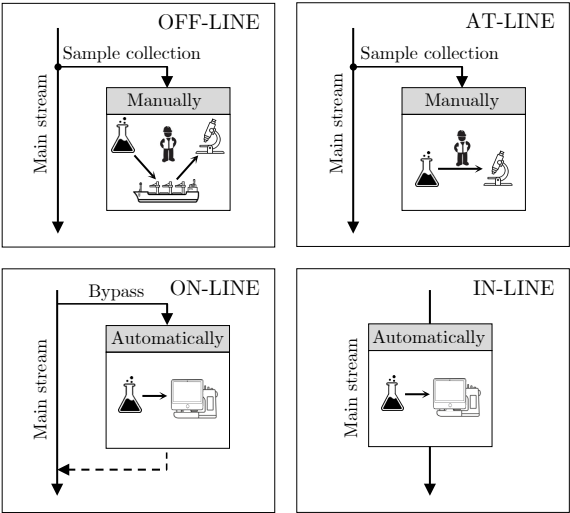 OFF-LINE
Sample collection
Manually
Main stream
AT-LINE
Sample collection
Manually
Main stream
ON-LINE
Bypass
Automatically
Main stream
IN-LINE
Automatically
Main stream